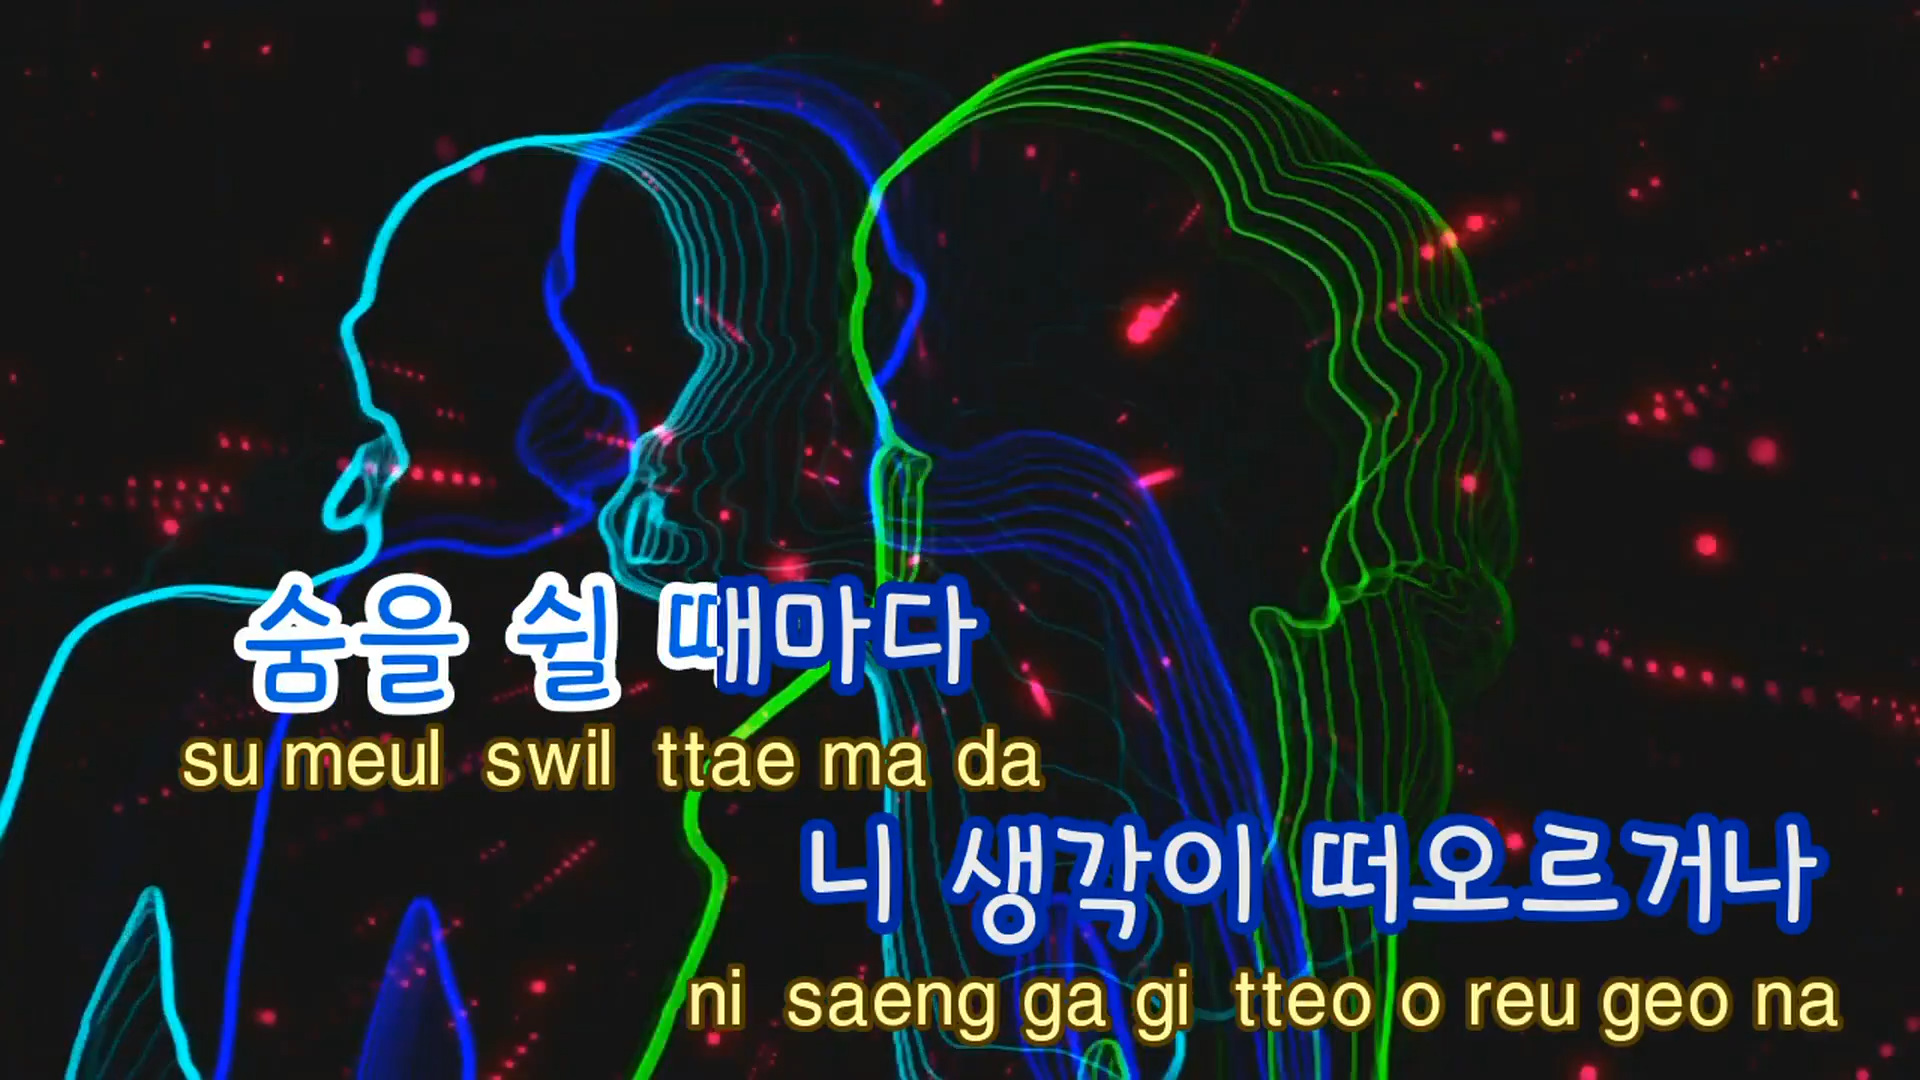 숨을 쉴 때마다
su meul swil ttae ma da
니 생각이 떠오르거나
ni saeng ga gi tteo o reu geo na